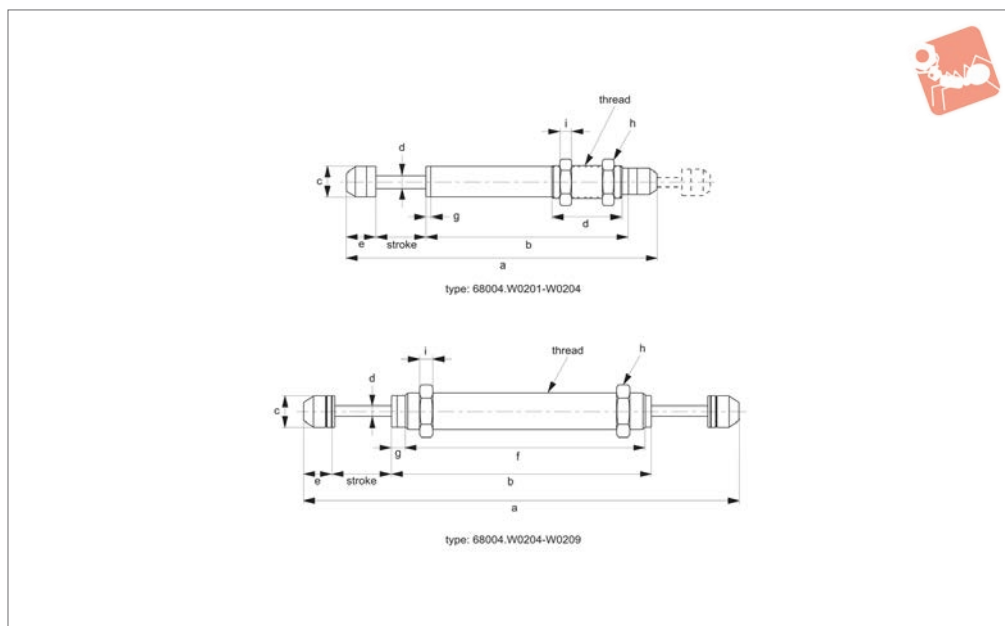 thread
i
h
d
c
g
d
e
stroke
b
a
type: 68004.W0201-W0204
thread
i
h
d
c
g
f
e
stroke
b
a
type: 68004.W0204-W0209